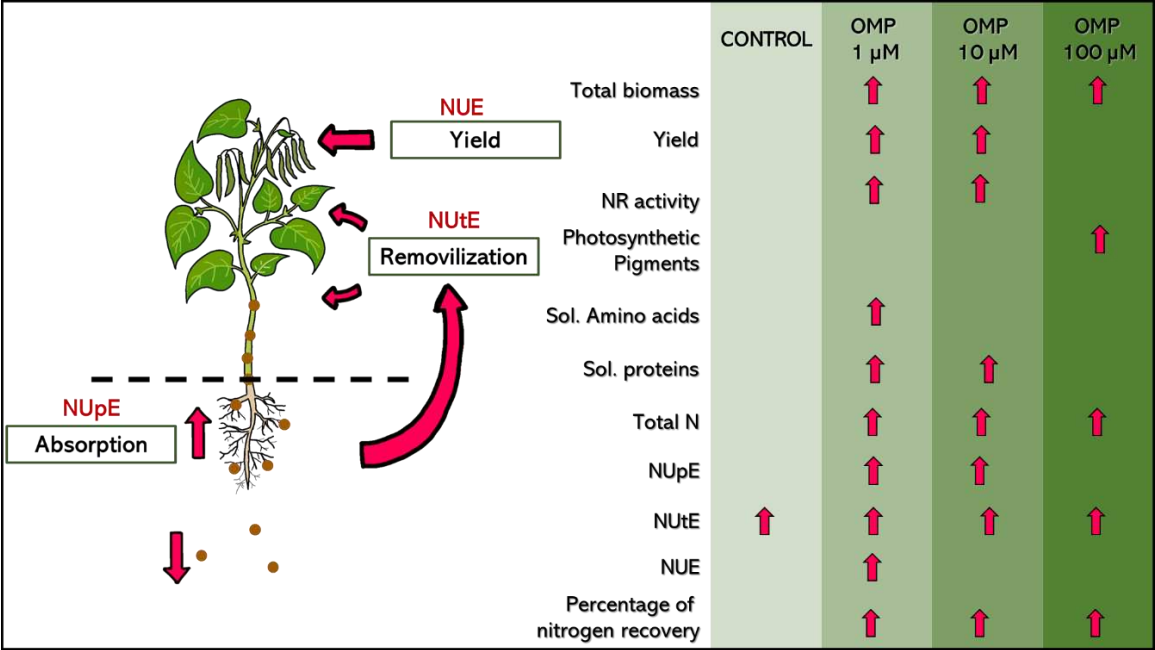 NUE
Yield
NUtE
Removilization
NUpE
Absorption
CONTROL
OMP
1 µM
OMP
10 µM
OMP
100 µM
Total biomass
Yield
NR activity
Photosynthetic
Pigments
Sol. Amino acids
Sol. proteins
Total N
NUpE
NUtE
NUE
Percentage of
nitrogen recovery